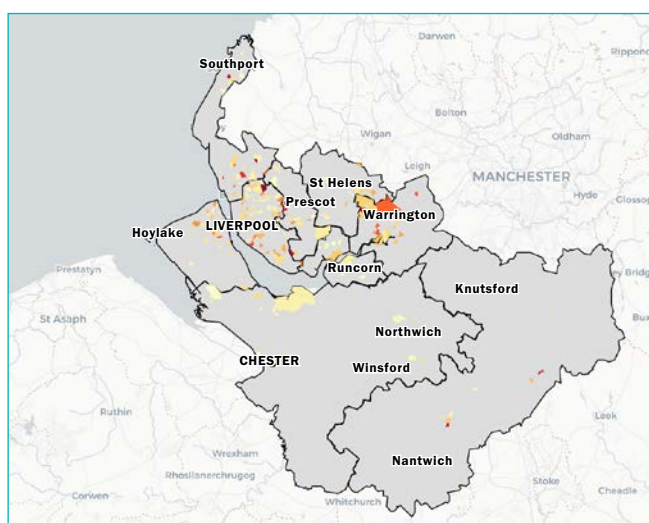 Darwen
Rippond
Southport
Bolton
Wigan
Oldham
Leigh
MANCHESTER
St Helens
Hyde
Prescot
Glossop
Warrington
LIVERPOOL
Hoylake
Prestatyn
Runcorn
Knutsford
St Asaph
Northwich
CHESTER
Winsford
Ruthin
Leek
Nantwich
Wrexham
Rhosllanerchrugog
Stoke
Cheadle
Corwen
Whitchurch